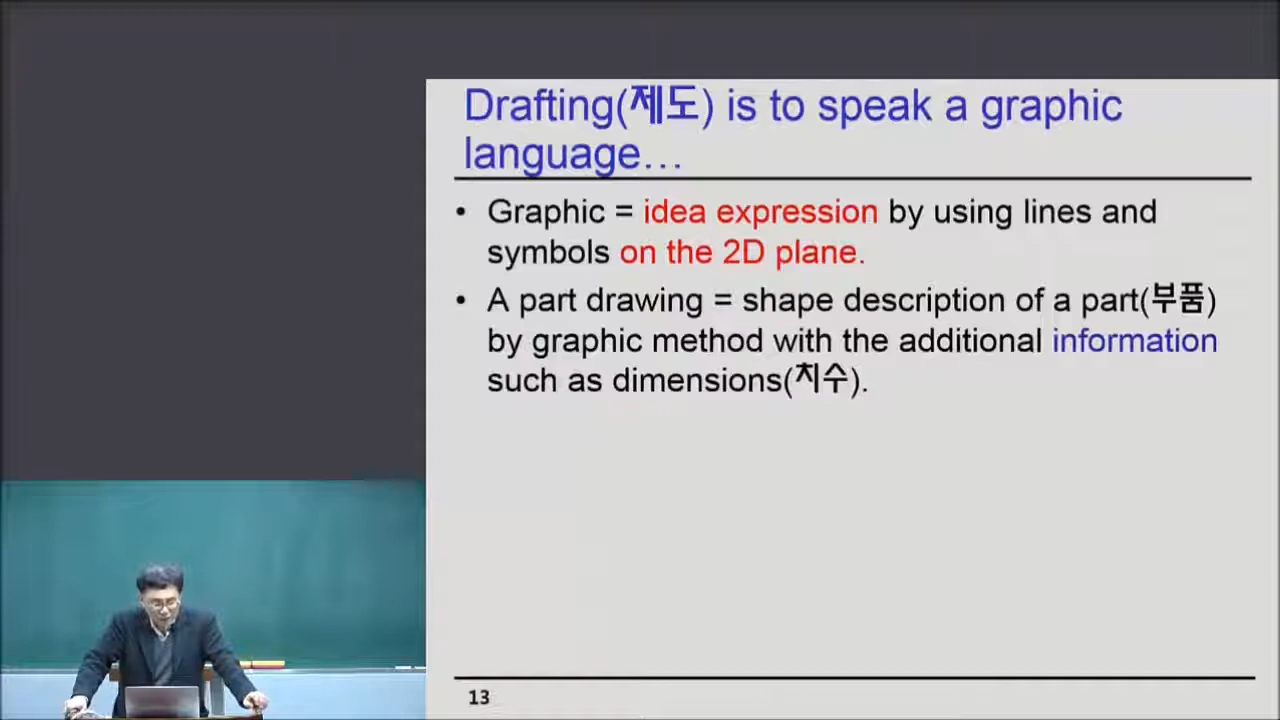 Drafting(제도) is to speak a graphic
language…
• Graphic = idea expression by using lines and
symbols on the 2D plane.
• A part drawing = shape description of a part(부품)
by graphic method with the additional information
such as dimensions(치수).
13